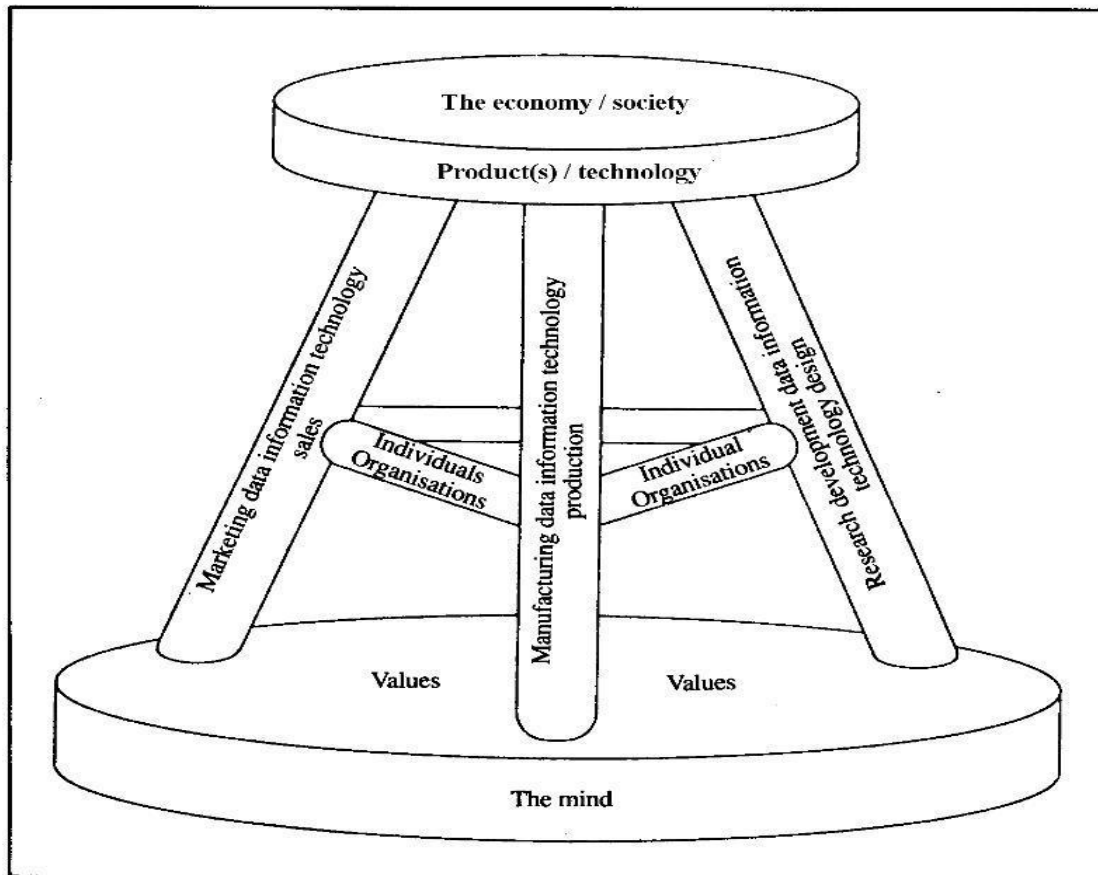 The economy / society
Product(s) / technology
Marketing data information technology
sales
Individuals
Organisations
Manufacturing data information technology
production
Individual
Organisations
Research development data information
technology design
Values
Values
The mind